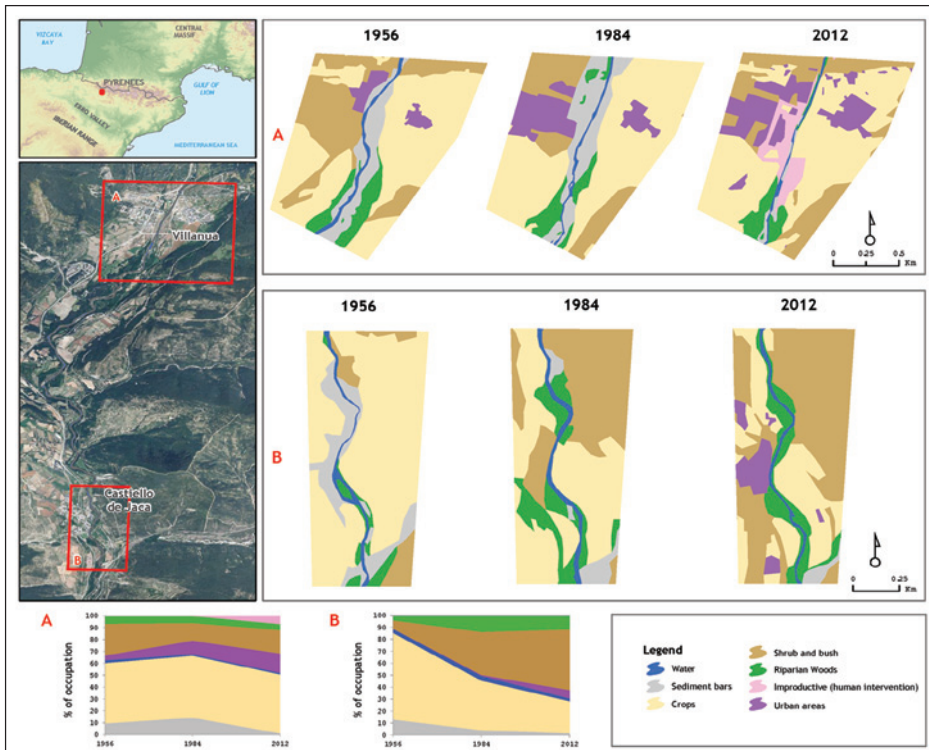 VIZCAYA
BAY
CENTRAL
MASSIF
PYRENEES
GULF OF
LION
EBRO VALLEY
IBERIAN RANGE
MEDITERRANEAN SEA
A
Villanua
Castiello
de Jaca
B
1956
1984
2012
A
0 0.25 0.5
Km
1956
1984
2012
B
0 0.25
Km
A
% of occupation
100
90
80
70
60
50
40
30
20
10
0
1956 1984 2012
B
% of occupation
100
90
80
70
60
50
40
30
20
10
0
1956 1984 2012
Legend
Water
Sediment bars
Crops
Shrub and bush
Riparian Woods
Improductive (human intervention)
Urban areas